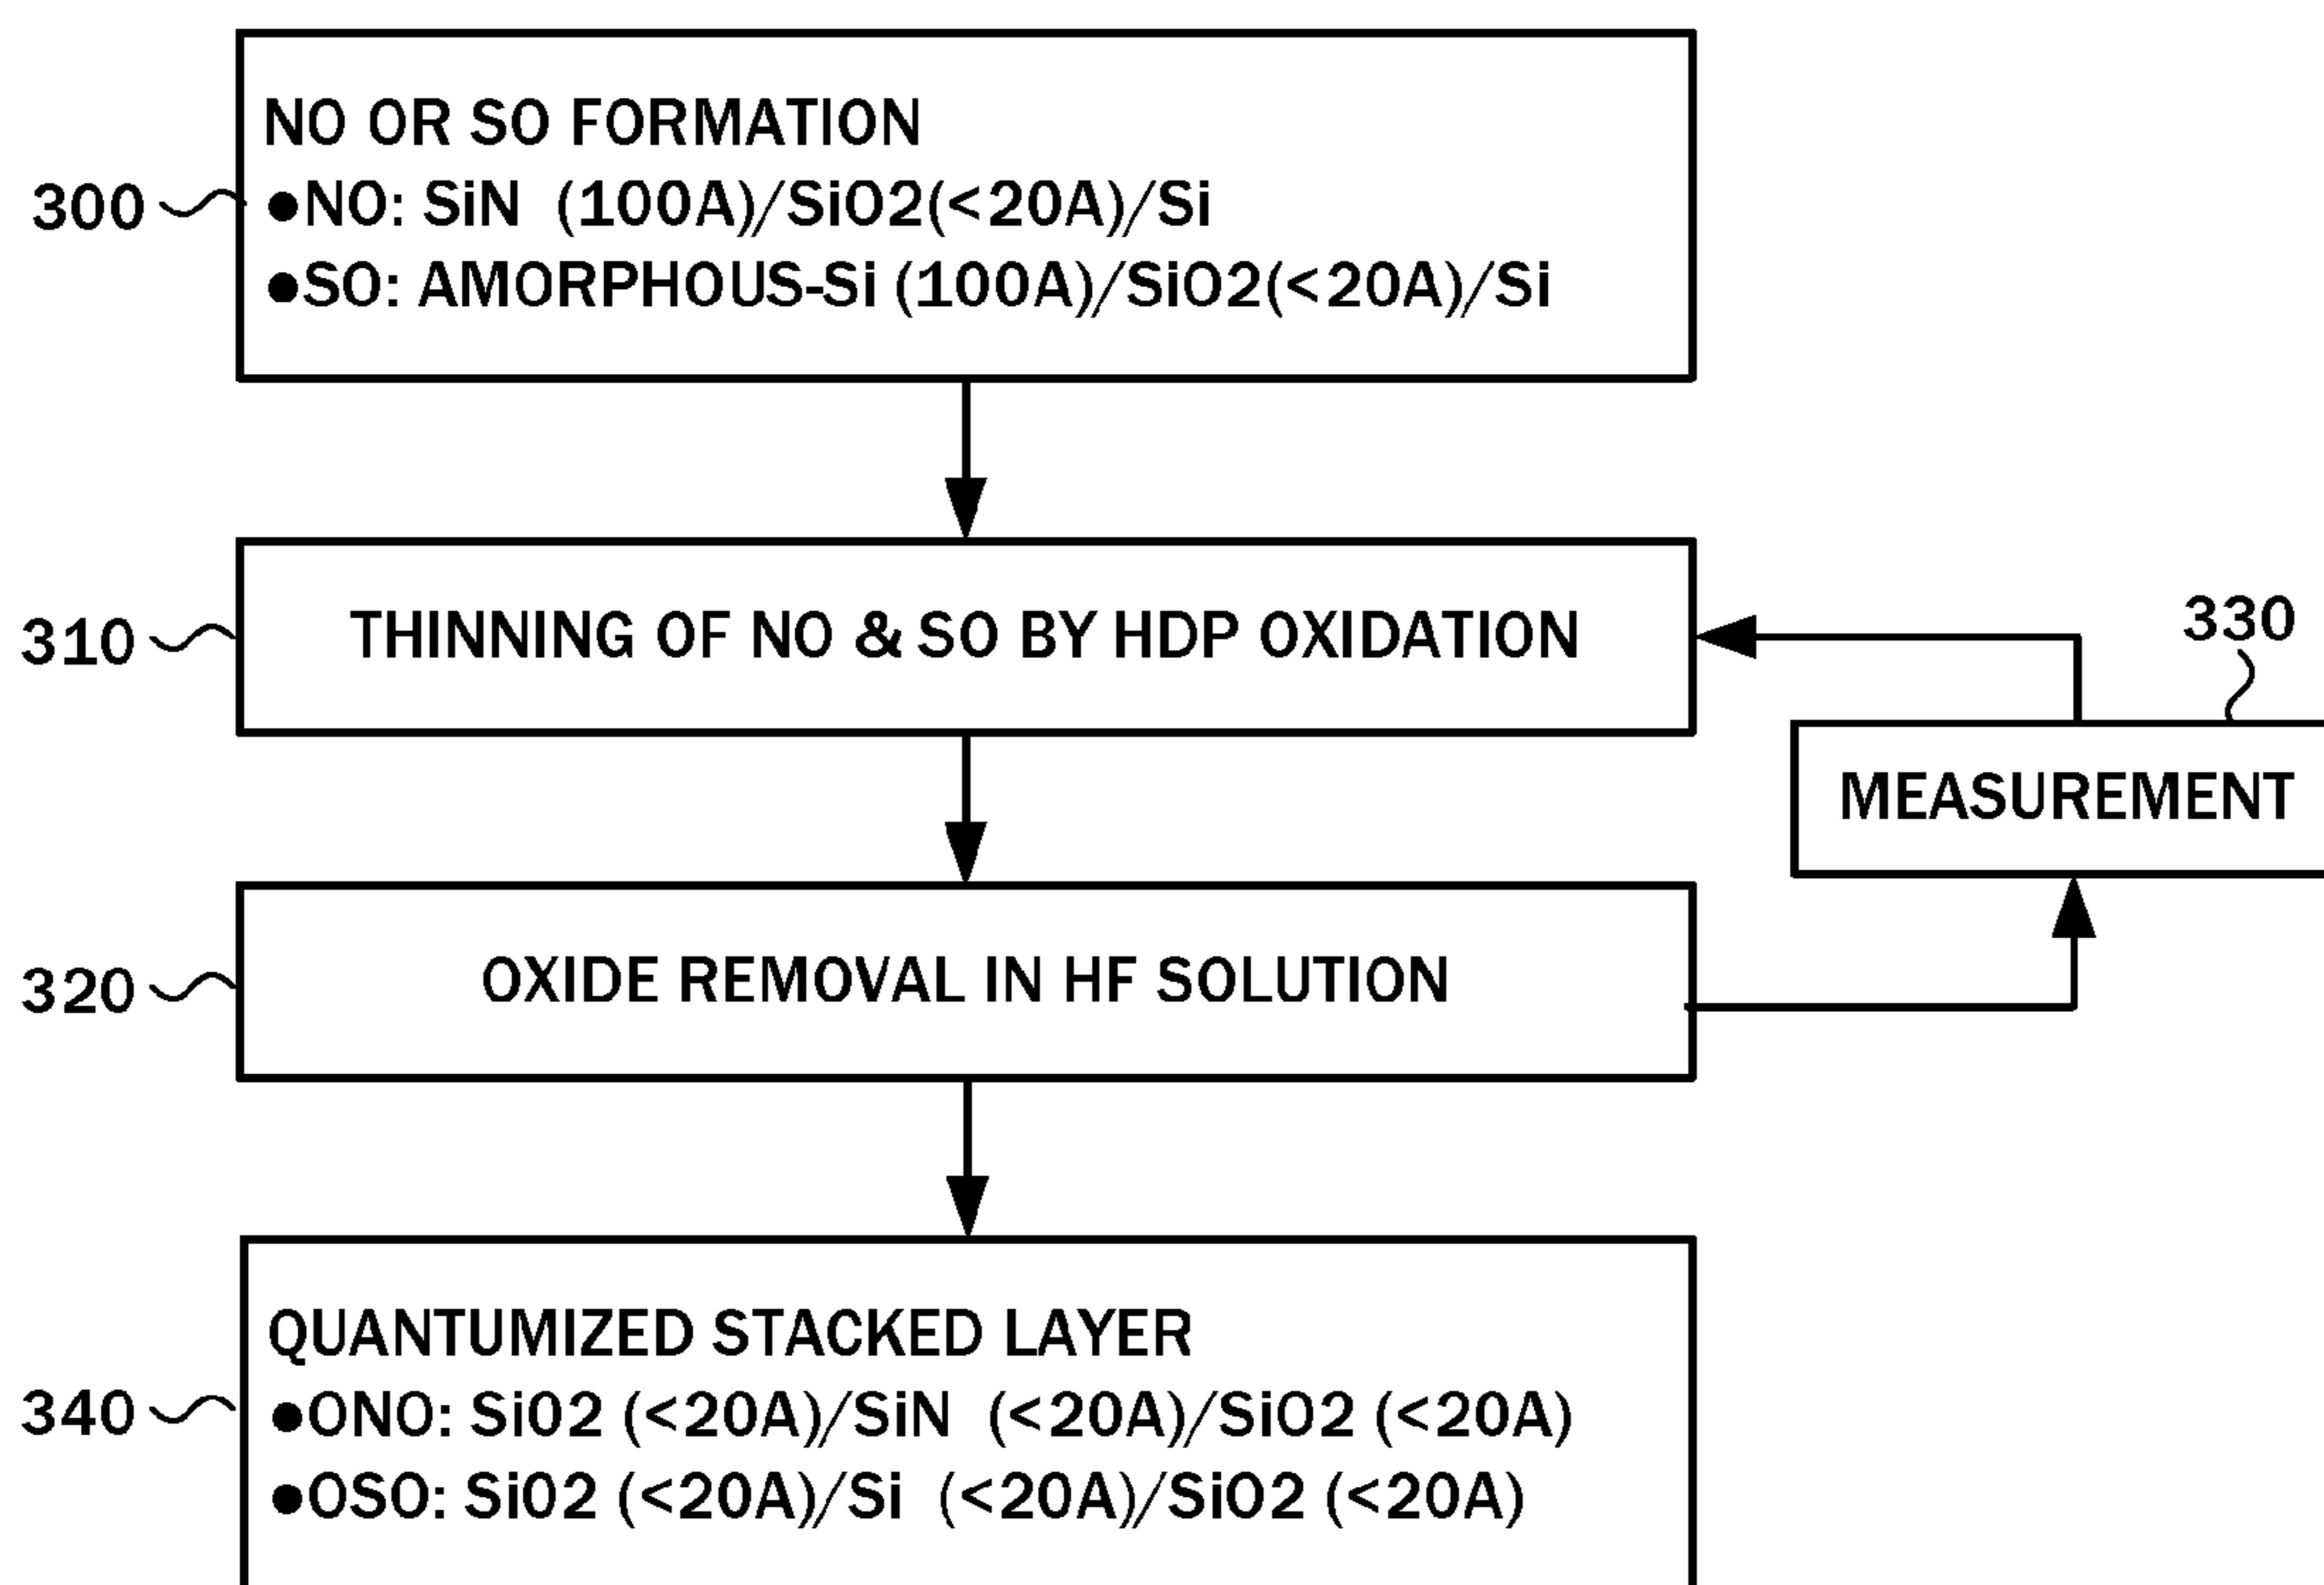 NO OR SO FORMATION
300
●NO: SiN (100A)/SiO2(<20A)/Si
●SO: AMORPHOUS-Si (100A)/SiO2(<20A)/Si
310
THINNING OF NO & SO BY HDP OXIDATION
330
MEASUREMENT
320
OXIDE REMOVAL IN HF SOLUTION
QUANTUMIZED STACKED LAYER
340
●ONO: SiO2 (<20A)/SiN (<20A)/SiO2 (<20A)
●OSO: SiO2 (<20A)/Si (<20A)/SiO2 (<20A)